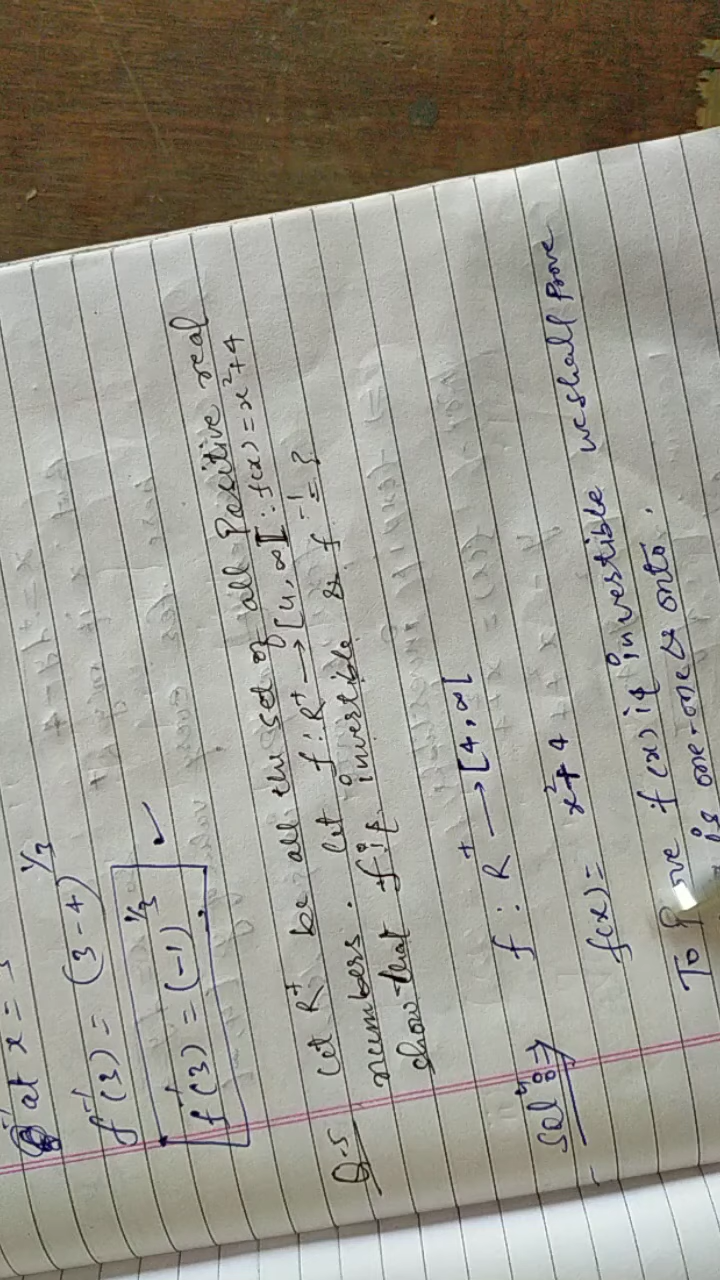 at x = 3
f⁻¹(3) = (3-4)^1/3
f⁻¹(3) = (-1)^1/3 . ✓
Q.5 Let R⁺ be all the set of all Positive real
numbers. Let f : R⁺ → [4, ∞[ : f(x) = x²+4
show that f is invertible & f⁻¹ = ?
Solⁿ :→ f : R⁺ → [4, ∞[
f(x) = x²+4
To Prove f(x) is invertible we shall prove
is one-one & onto.